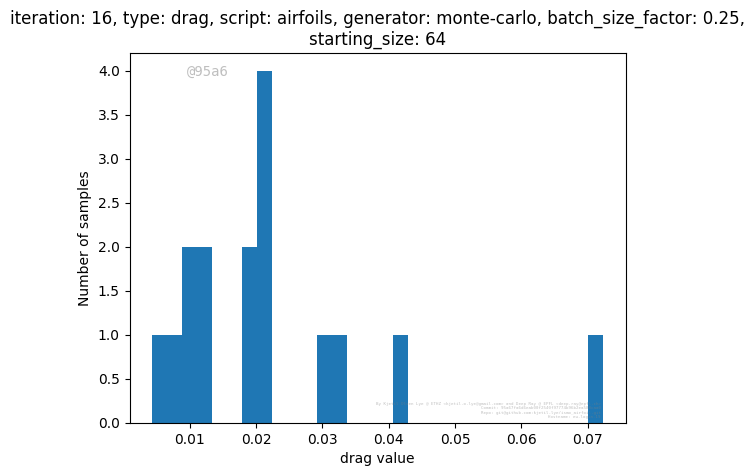 iteration: 16, type: drag, script: airfoils, generator: monte-carlo, batch_size_factor: 0.25,
starting_size: 64
@95a6
4.0
3.5
3.0
2.5
2.0
1.5
1.0
0.5
0.0
Number of samples
0.01 0.02 0.03 0.04 0.05 0.06 0.07
drag value